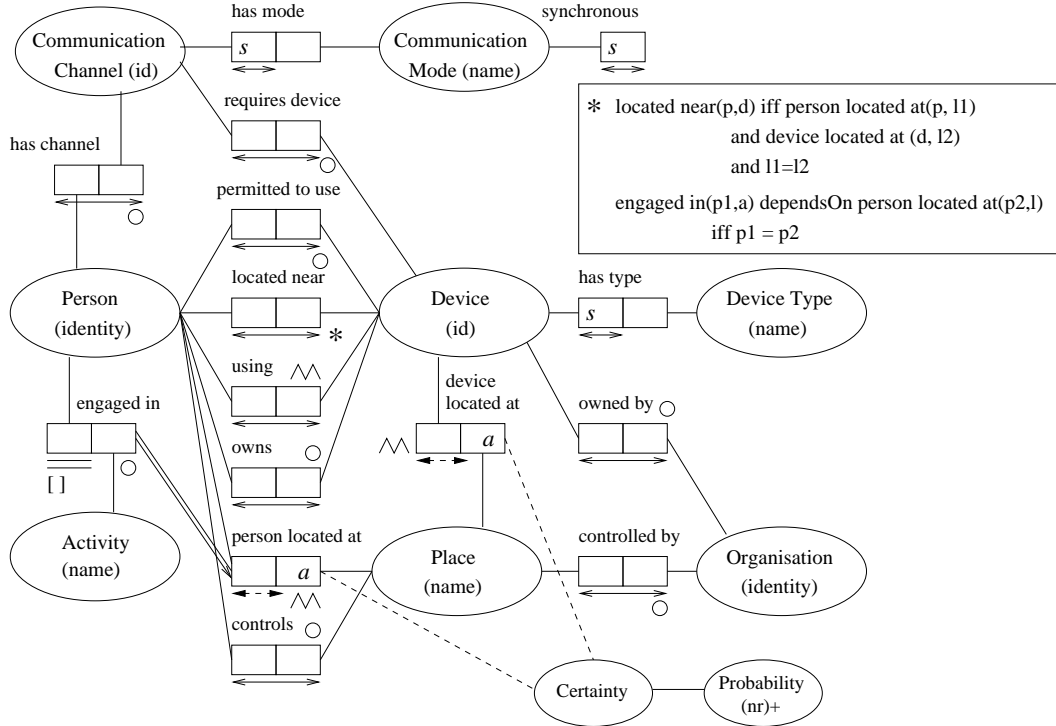 has mode
synchronous
Communication
Channel (id)
s
Communication
Mode (name)
s
requires device
* located near(p,d) iff person located at(p, l1)
and device located at (d, l2)
and l1=l2
engaged in(p1,a) dependsOn person located at(p2,l)
iff p1 = p2
has channel
permitted to use
located near
*
Person
(identity)
Device
(id)
has type
s
Device Type
(name)
using
device
located at
a
engaged in
[ ]
owns
owned by
Activity
(name)
person located at
a
Place
(name)
controlled by
Organisation
(identity)
controls
Certainty
Probability
(nr)+